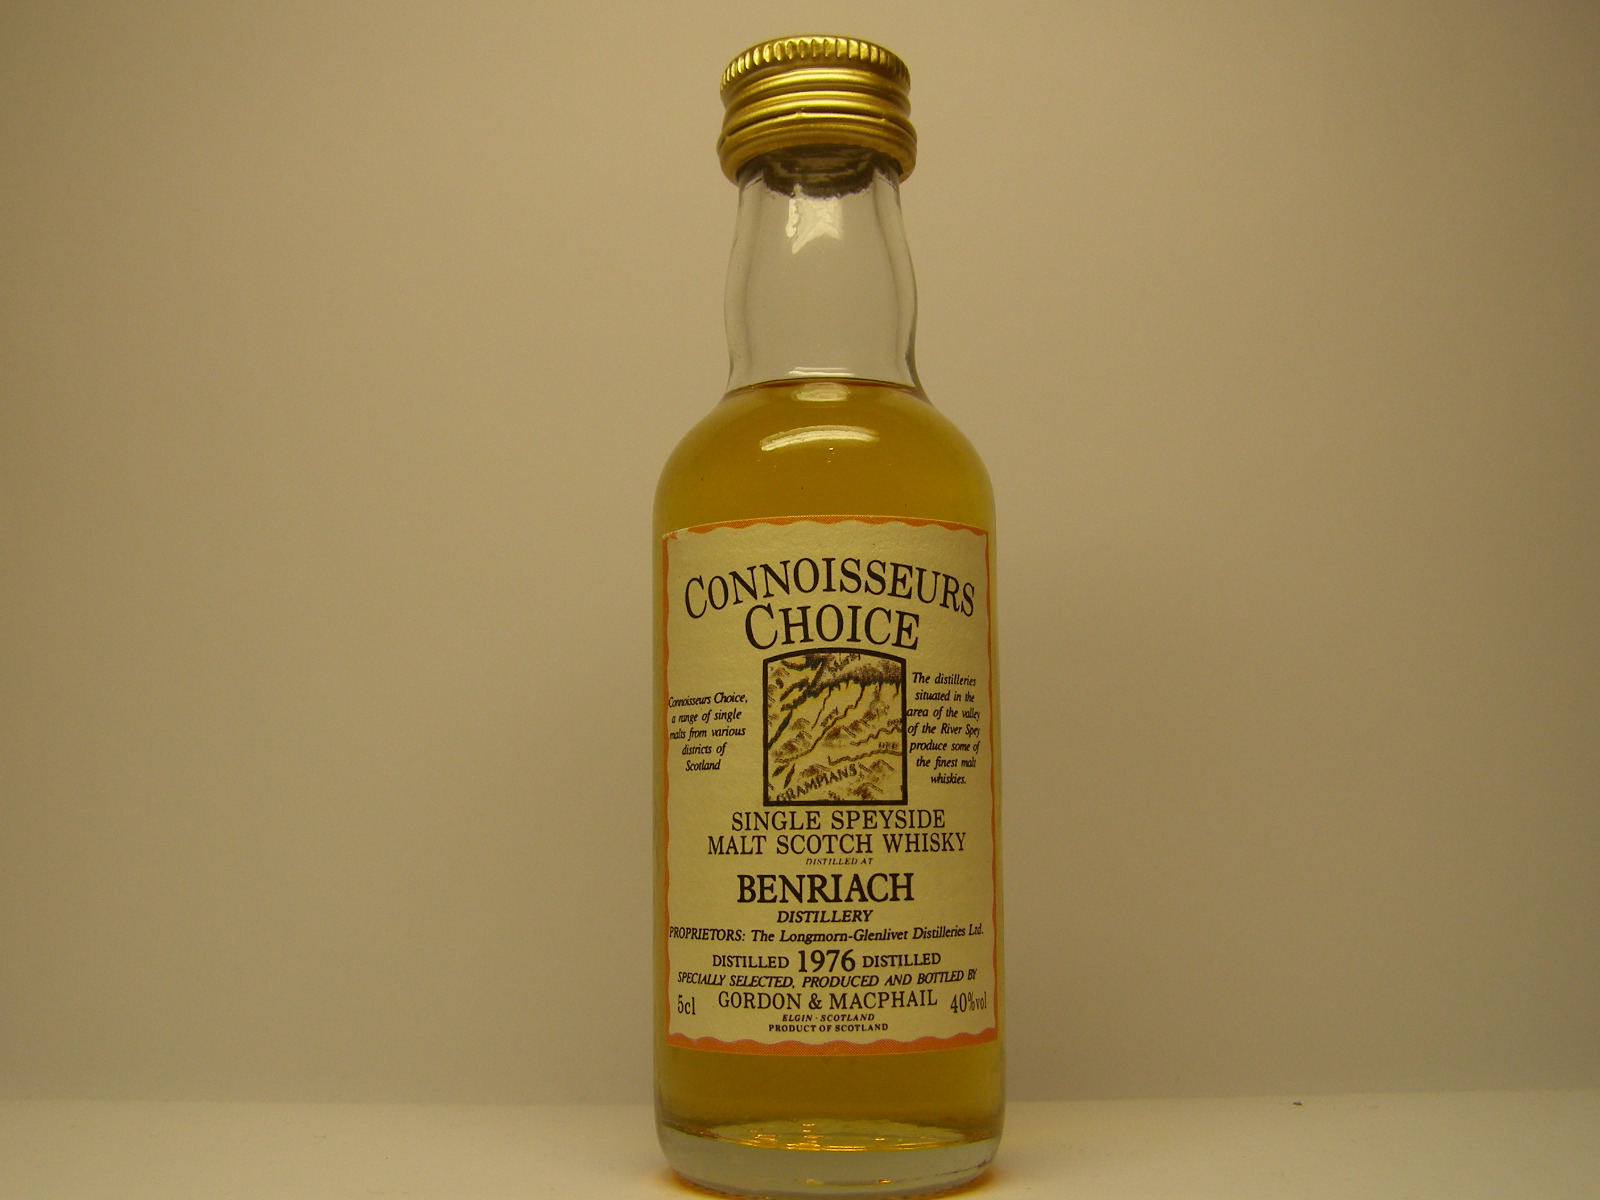 CONNOISSEURS
CHOICE
Connoisseurs Choice,
a range of single
malts from various
districts of
Scotland
The distilleries
situated in the
area of the valley
of the River Spey
produce some of
the finest malt
whiskies.
GRAMPIANS
SINGLE SPEYSIDE
MALT SCOTCH WHISKY
DISTILLED AT
BENRIACH
DISTILLERY
PROPRIETORS: The Longmorn-Glenlivet Distilleries Ltd.
DISTILLED 1976 DISTILLED
SPECIALLY SELECTED, PRODUCED AND BOTTLED BY
5cl GORDON & MACPHAIL 40%vol
ELGIN · SCOTLAND
PRODUCT OF SCOTLAND